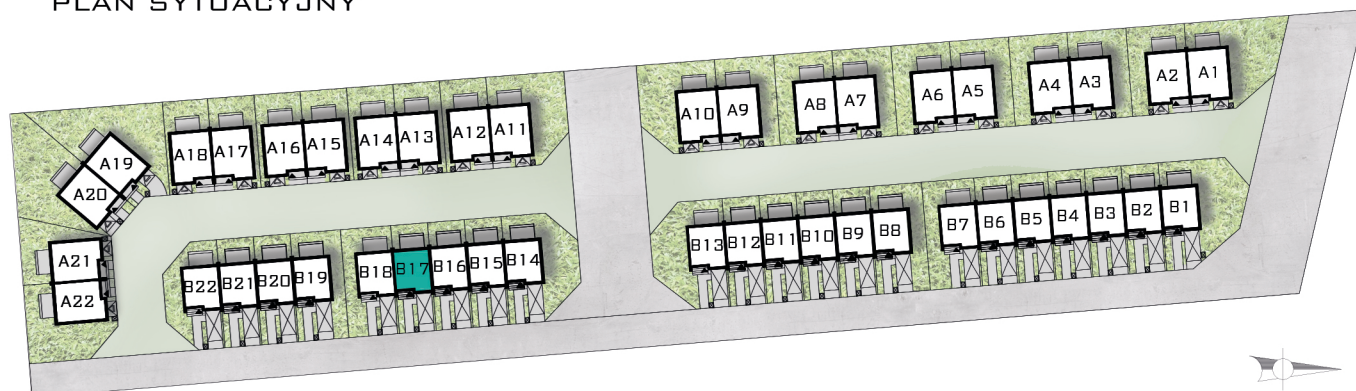 PLAN SYTUACYJNY
A18 A17 A16 A15 A14 A13 A12 A11 A10 A9 A8 A7 A6 A5 A4 A3 A2 A1
A19
A20
A21
A22
B22 B21 B20 B19 B18 B17 B16 B15 B14 B13 B12 B11 B10 B9 B8 B7 B6 B5 B4 B3 B2 B1